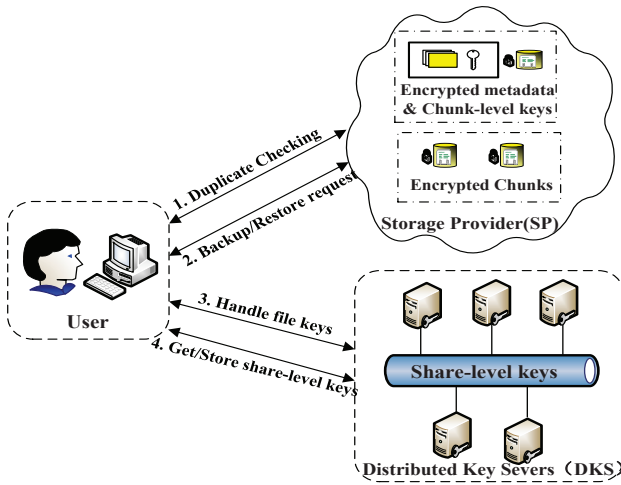 Encrypted metadata
& Chunk-level keys
Encrypted Chunks
Storage Provider(SP)
1. Duplicate Checking
2. Backup/Restore request
User
3. Handle file keys
4. Get/Store share-level keys
Share-level keys
Distributed Key Severs（DKS）